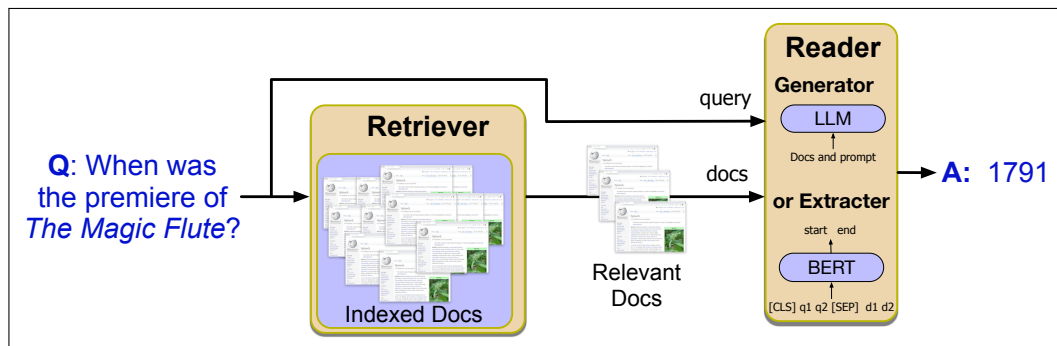 Q: When was
the premiere of
The Magic Flute?
Retriever
Indexed Docs
Relevant
Docs
query
docs
Reader
Generator
LLM
Docs and prompt
or Extracter
start end
BERT
[CLS] q1 q2 [SEP] d1 d2
A: 1791